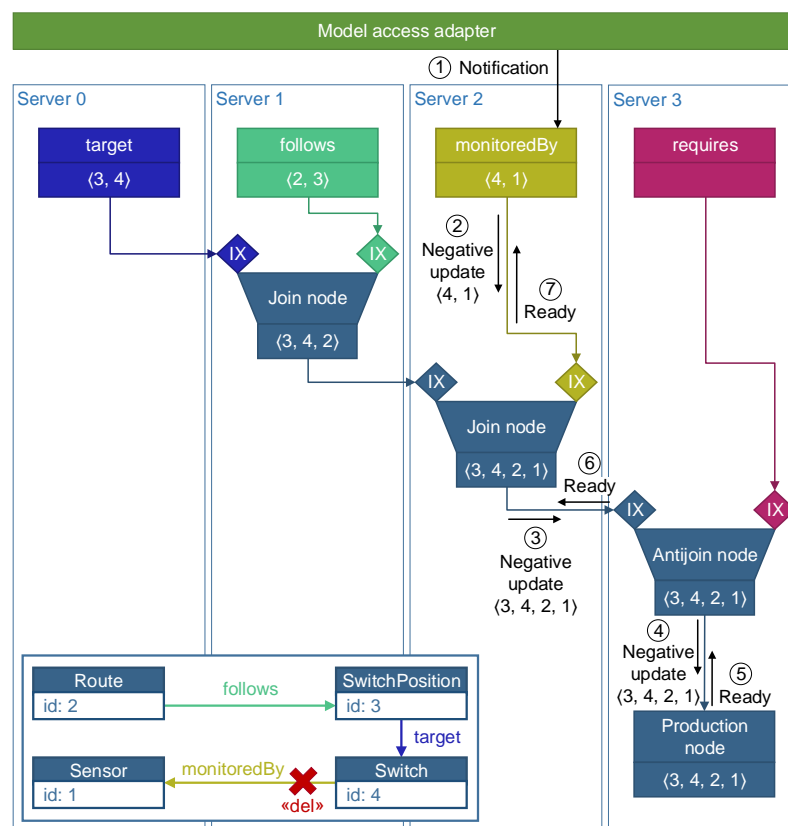 Model access adapter
① Notification
Server 0
Server 1
Server 2
Server 3
target
⟨3, 4⟩
follows
⟨2, 3⟩
monitoredBy
⟨4, 1⟩
requires
②
Negative
update
⟨4, 1⟩
⑦
Ready
IX
IX
Join node
⟨3, 4, 2⟩
IX
IX
Join node
⟨3, 4, 2, 1⟩
⑥
Ready
③
Negative
update
⟨3, 4, 2, 1⟩
IX
IX
Antijoin node
⟨3, 4, 2, 1⟩
④
Negative
update
⟨3, 4, 2, 1⟩
⑤
Ready
Production
node
⟨3, 4, 2, 1⟩
Route
id: 2
follows
SwitchPosition
id: 3
target
Sensor
id: 1
monitoredBy
«del»
Switch
id: 4